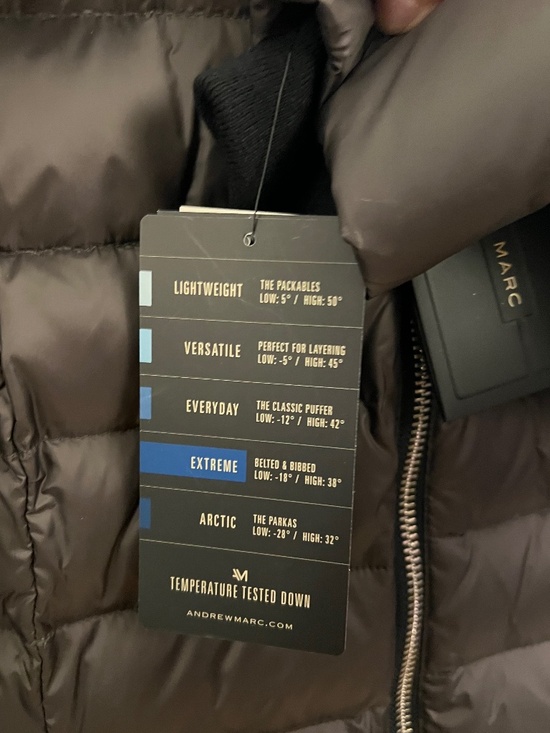 LIGHTWEIGHT
THE PACKABLES
LOW: 5° / HIGH: 50°
VERSATILE
PERFECT FOR LAYERING
LOW: -5° / HIGH: 45°
EVERYDAY
THE CLASSIC PUFFER
LOW: -12° / HIGH: 42°
EXTREME
BELTED & BIBBED
LOW: -18° / HIGH: 38°
ARCTIC
THE PARKAS
LOW: -28° / HIGH: 32°
TEMPERATURE TESTED DOWN
ANDREWMARC.COM
MARC